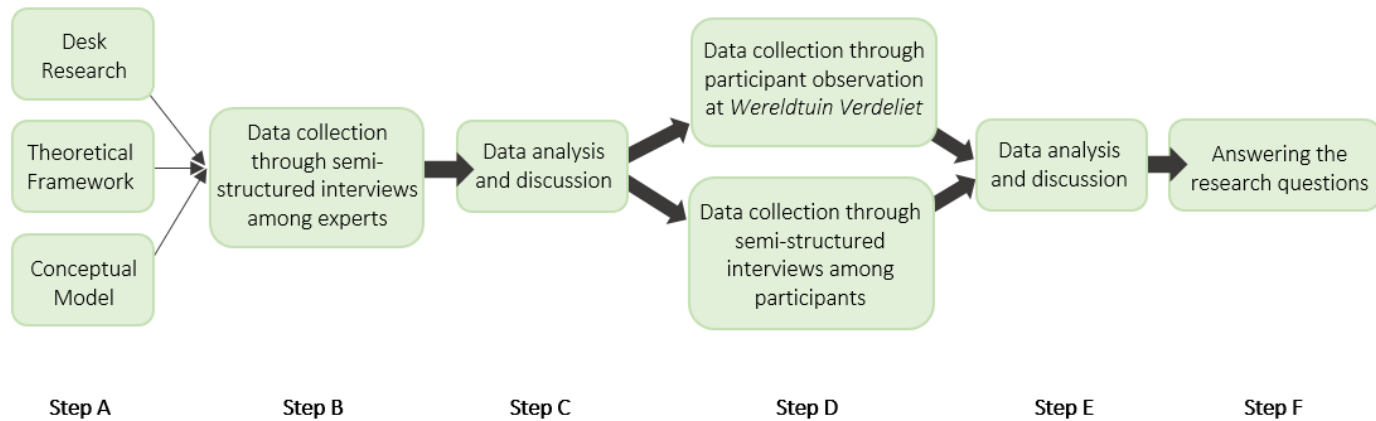 Desk
Research
Theoretical
Framework
Conceptual
Model
Data collection
through semi-
structured interviews
among experts
Data analysis
and discussion
Data collection through
participant observation
at Wereldtuin Verdeliet
Data collection through
semi-structured
interviews among
participants
Data analysis
and discussion
Answering the
research questions
Step A
Step B
Step C
Step D
Step E
Step F